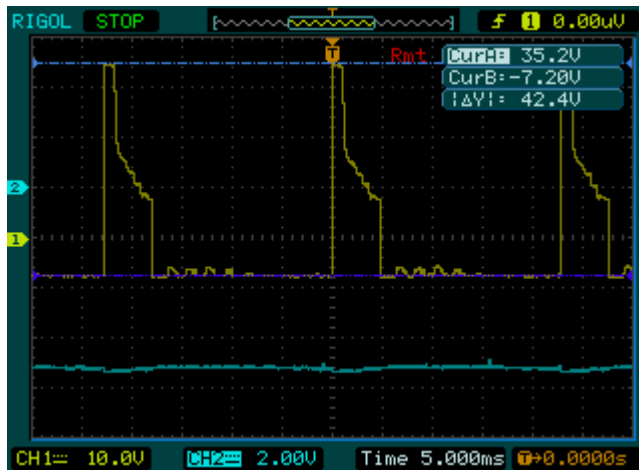 RIGOL STOP T ƒ 1 0.00uV
T Rmt CurA: 35.2V
CurB:-7.20V
|ΔY|: 42.4V
2
1
CH1 10.0V CH2 2.00V Time 5.000ms T→0.0000s